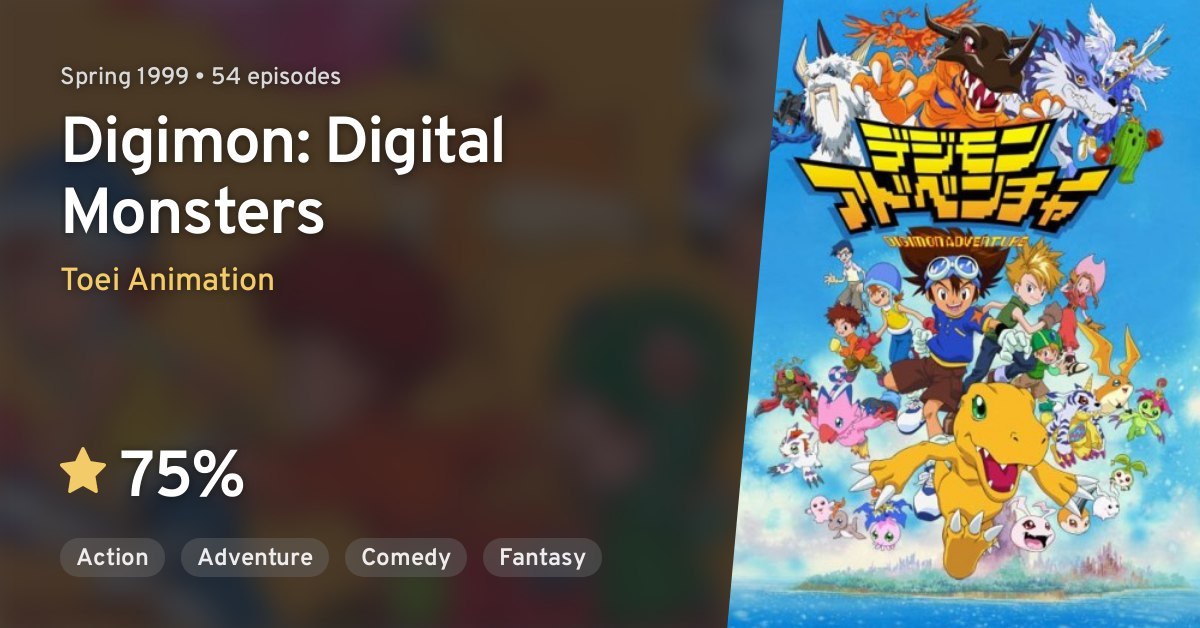 Spring 1999 • 54 episodes
Digimon: Digital
Monsters
Toei Animation
75%
Action
Adventure
Comedy
Fantasy
デジモン
アドベンチャー
DIGIMON ADVENTURE